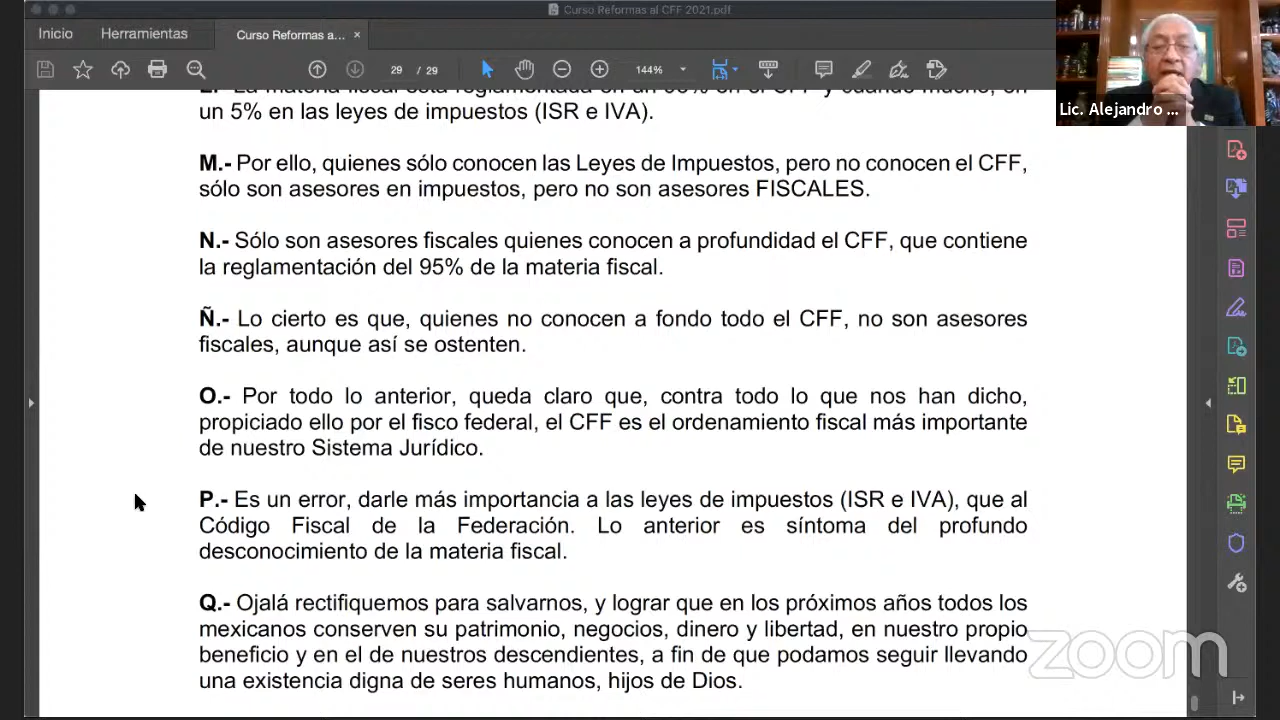 Curso Reformas al CFF 2021.pdf
Inicio
Herramientas
Curso Reformas a... ×
29 / 29
144%
Lic. Alejandro ...
un 5% en las leyes de impuestos (ISR e IVA).
M.- Por ello, quienes sólo conocen las Leyes de Impuestos, pero no conocen el CFF,
sólo son asesores en impuestos, pero no son asesores FISCALES.
N.- Sólo son asesores fiscales quienes conocen a profundidad el CFF, que contiene
la reglamentación del 95% de la materia fiscal.
Ñ.- Lo cierto es que, quienes no conocen a fondo todo el CFF, no son asesores
fiscales, aunque así se ostenten.
O.- Por todo lo anterior, queda claro que, contra todo lo que nos han dicho,
propiciado ello por el fisco federal, el CFF es el ordenamiento fiscal más importante
de nuestro Sistema Jurídico.
P.- Es un error, darle más importancia a las leyes de impuestos (ISR e IVA), que al
Código Fiscal de la Federación. Lo anterior es síntoma del profundo
desconocimiento de la materia fiscal.
Q.- Ojalá rectifiquemos para salvarnos, y lograr que en los próximos años todos los
mexicanos conserven su patrimonio, negocios, dinero y libertad, en nuestro propio
beneficio y en el de nuestros descendientes, a fin de que podamos seguir llevando
una existencia digna de seres humanos, hijos de Dios.
zoom